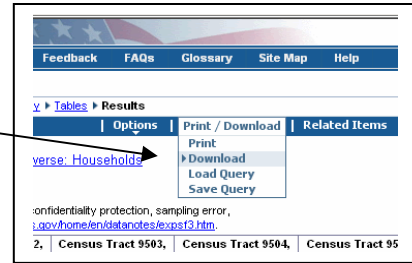 Feedback FAQs Glossary Site Map Help
▸ Tables ▸ Results
| Options | Print / Download | Related Items
Print
▸Download
Load Query
Save Query
verse: Households
confidentiality protection, sampling error,
s.gov/home/en/datanotes/expsf3.htm.
2, Census Tract 9503, Census Tract 9504, Census Tract 95